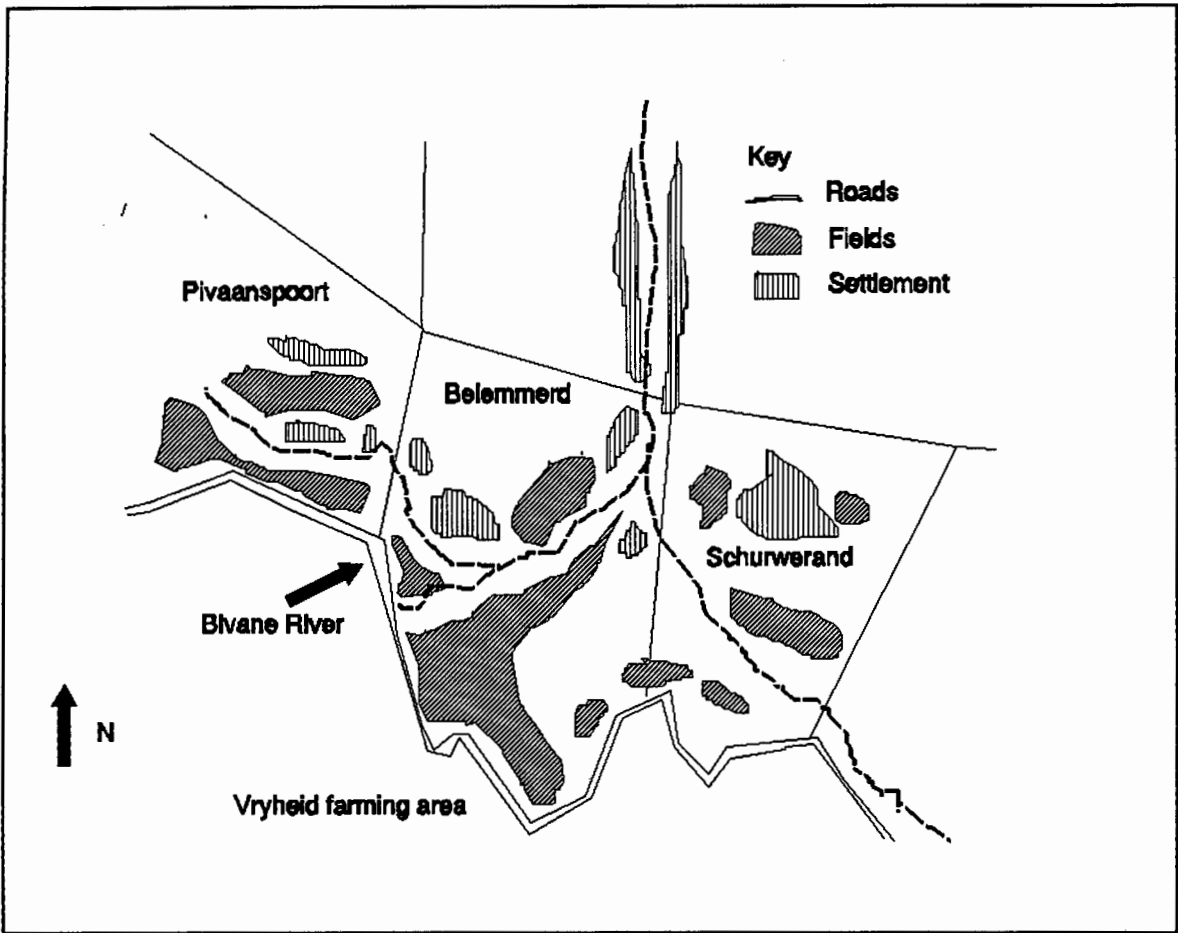 Key
Roads
Fields
Settlement
Pivaanspoort
Belemmerd
Schurwerand
Bivane River
N
Vryheid farming area